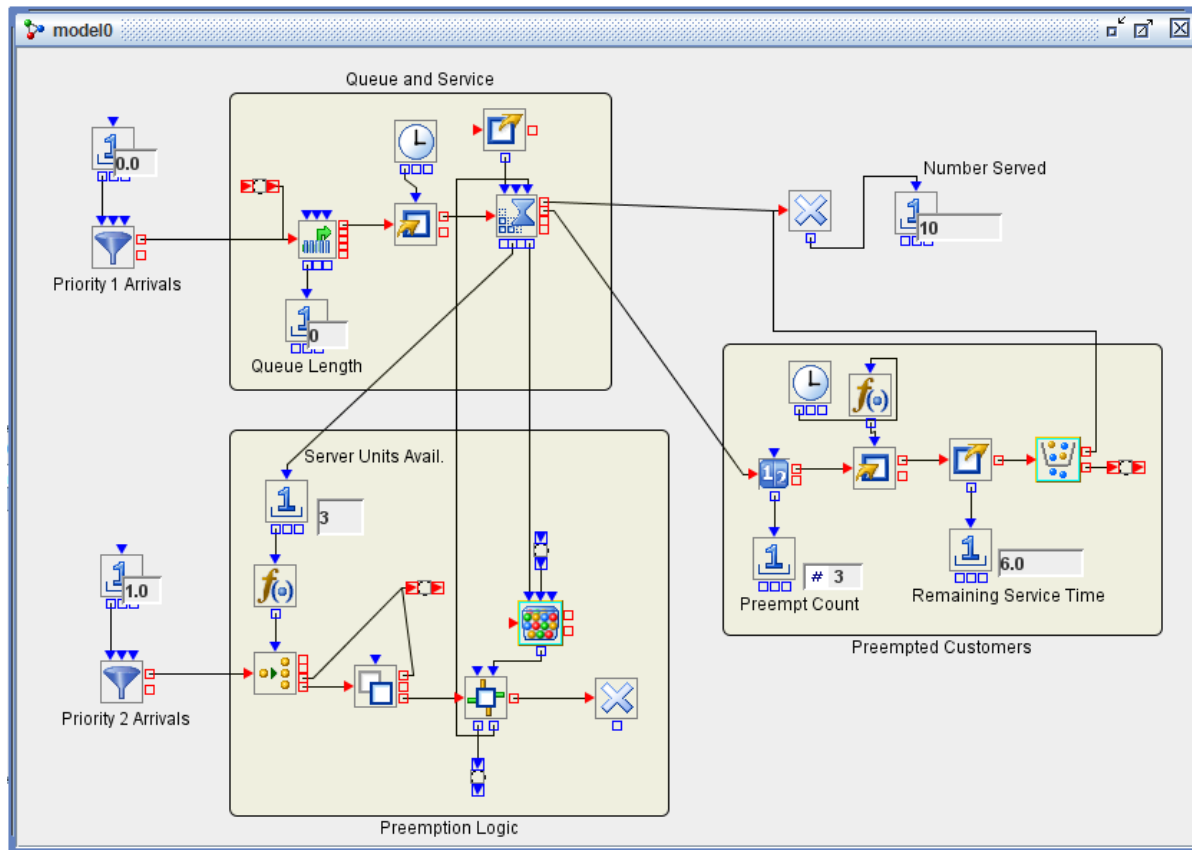 model0
Queue and Service
0.0
Number Served
10
Priority 1 Arrivals
0
Queue Length
Server Units Avail.
3
1.0
6.0
# 3
Remaining Service Time
Preempt Count
Preempted Customers
Priority 2 Arrivals
Preemption Logic